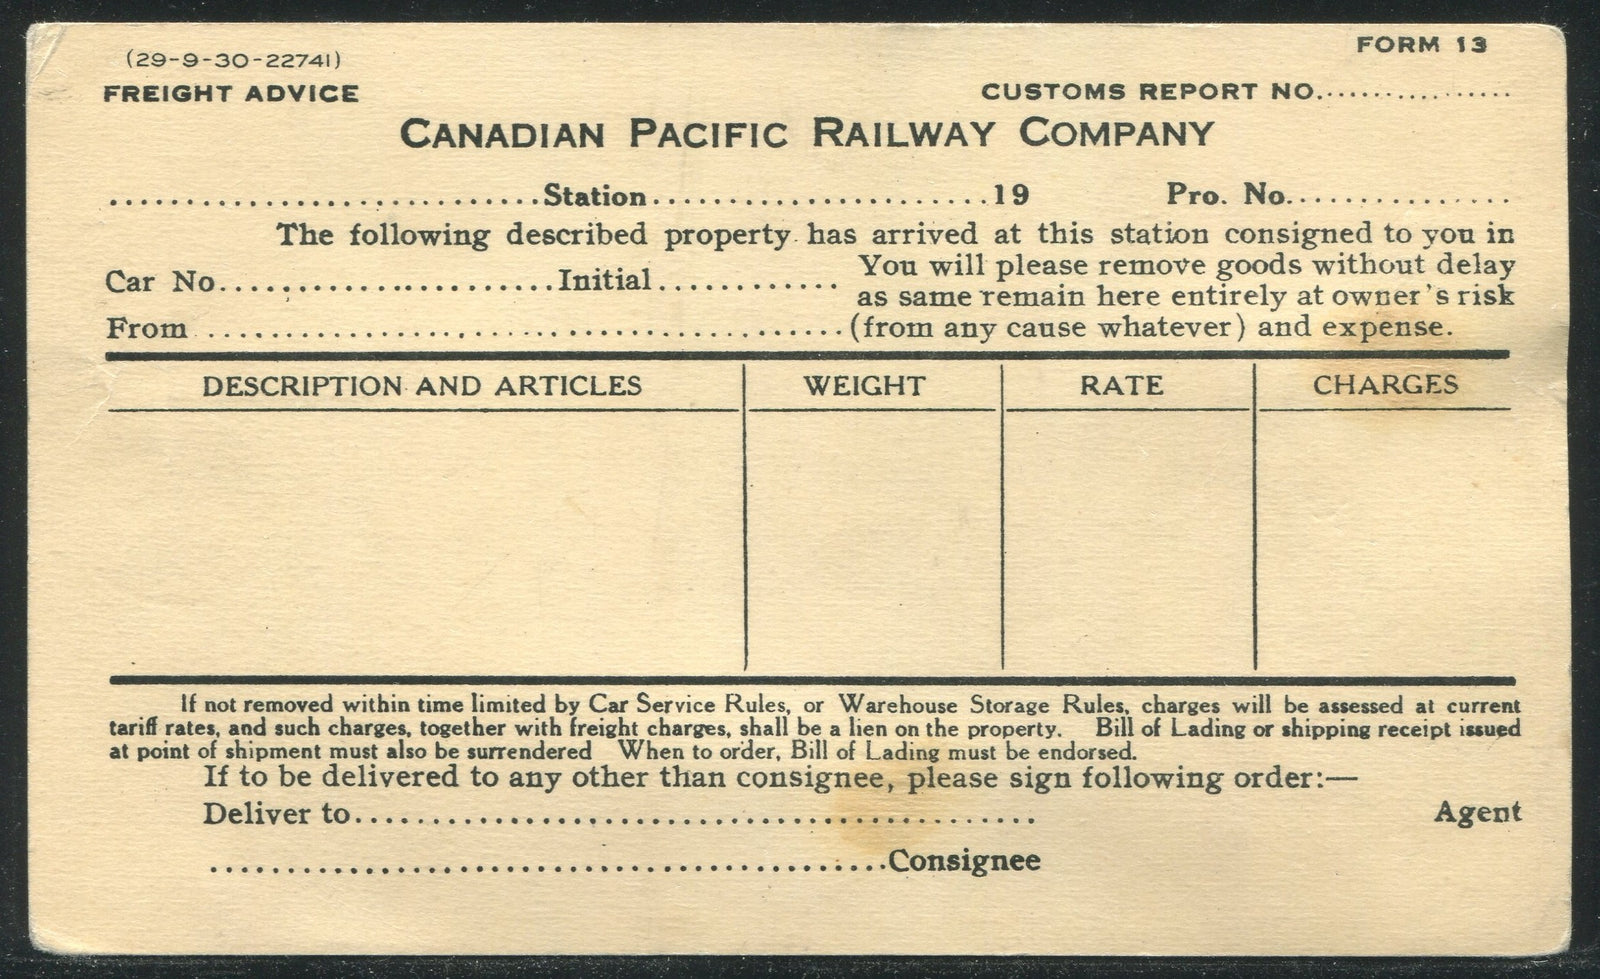 (29-9-30-22741)
FORM 13
FREIGHT ADVICE
CUSTOMS REPORT NO.................
CANADIAN PACIFIC RAILWAY COMPANY
............................Station......................19 Pro. No...............
The following described property has arrived at this station consigned to you in
Car No......................Initial............ You will please remove goods without delay
as same remain here entirely at owner's risk
From ..........................................(from any cause whatever) and expense.
DESCRIPTION AND ARTICLES WEIGHT RATE CHARGES
If not removed within time limited by Car Service Rules, or Warehouse Storage Rules, charges will be assessed at current
tariff rates, and such charges, together with freight charges, shall be a lien on the property. Bill of Lading or shipping receipt issued
at point of shipment must also be surrendered When to order, Bill of Lading must be endorsed.
If to be delivered to any other than consignee, please sign following order:—
Deliver to............................................. Agent
............................................Consignee